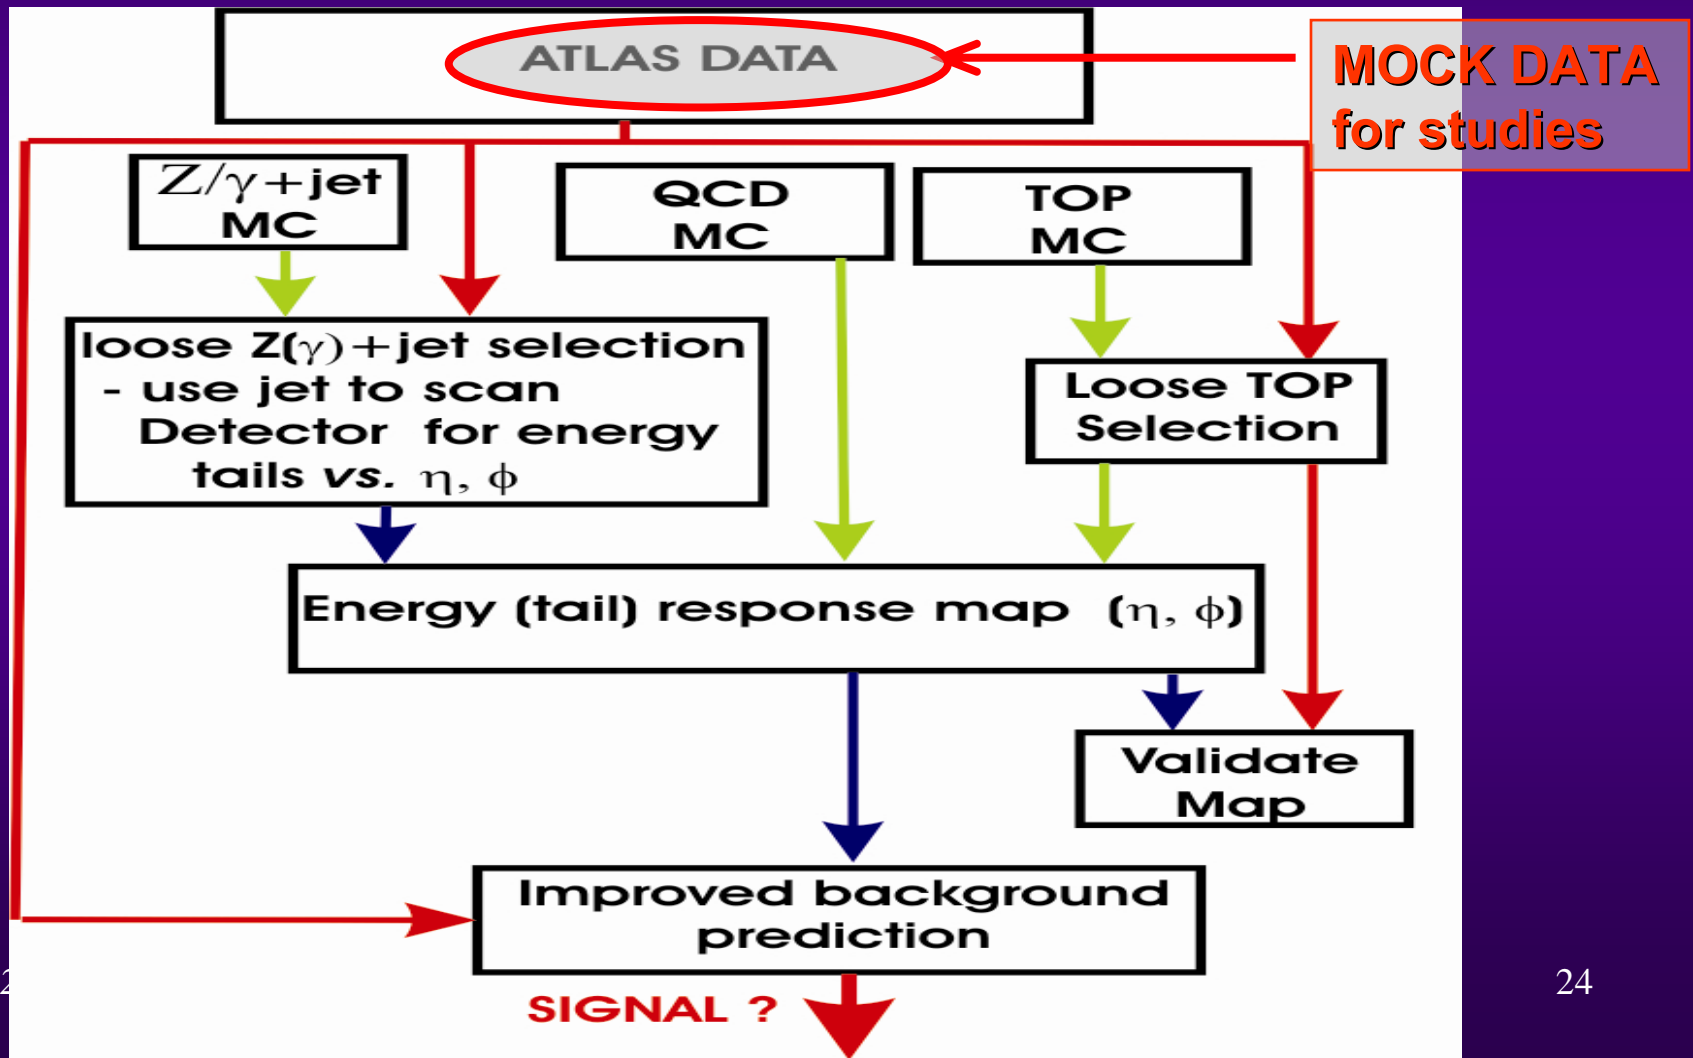 ATLAS DATA
MOCK DATA
for studies
Z/γ+jet
MC
QCD
MC
TOP
MC
loose Z(γ)+jet selection
- use jet to scan
Detector for energy
tails vs. η, ϕ
Loose TOP
Selection
Energy (tail) response map (η, ϕ)
Validate
Map
Improved background
prediction
SIGNAL ?
24